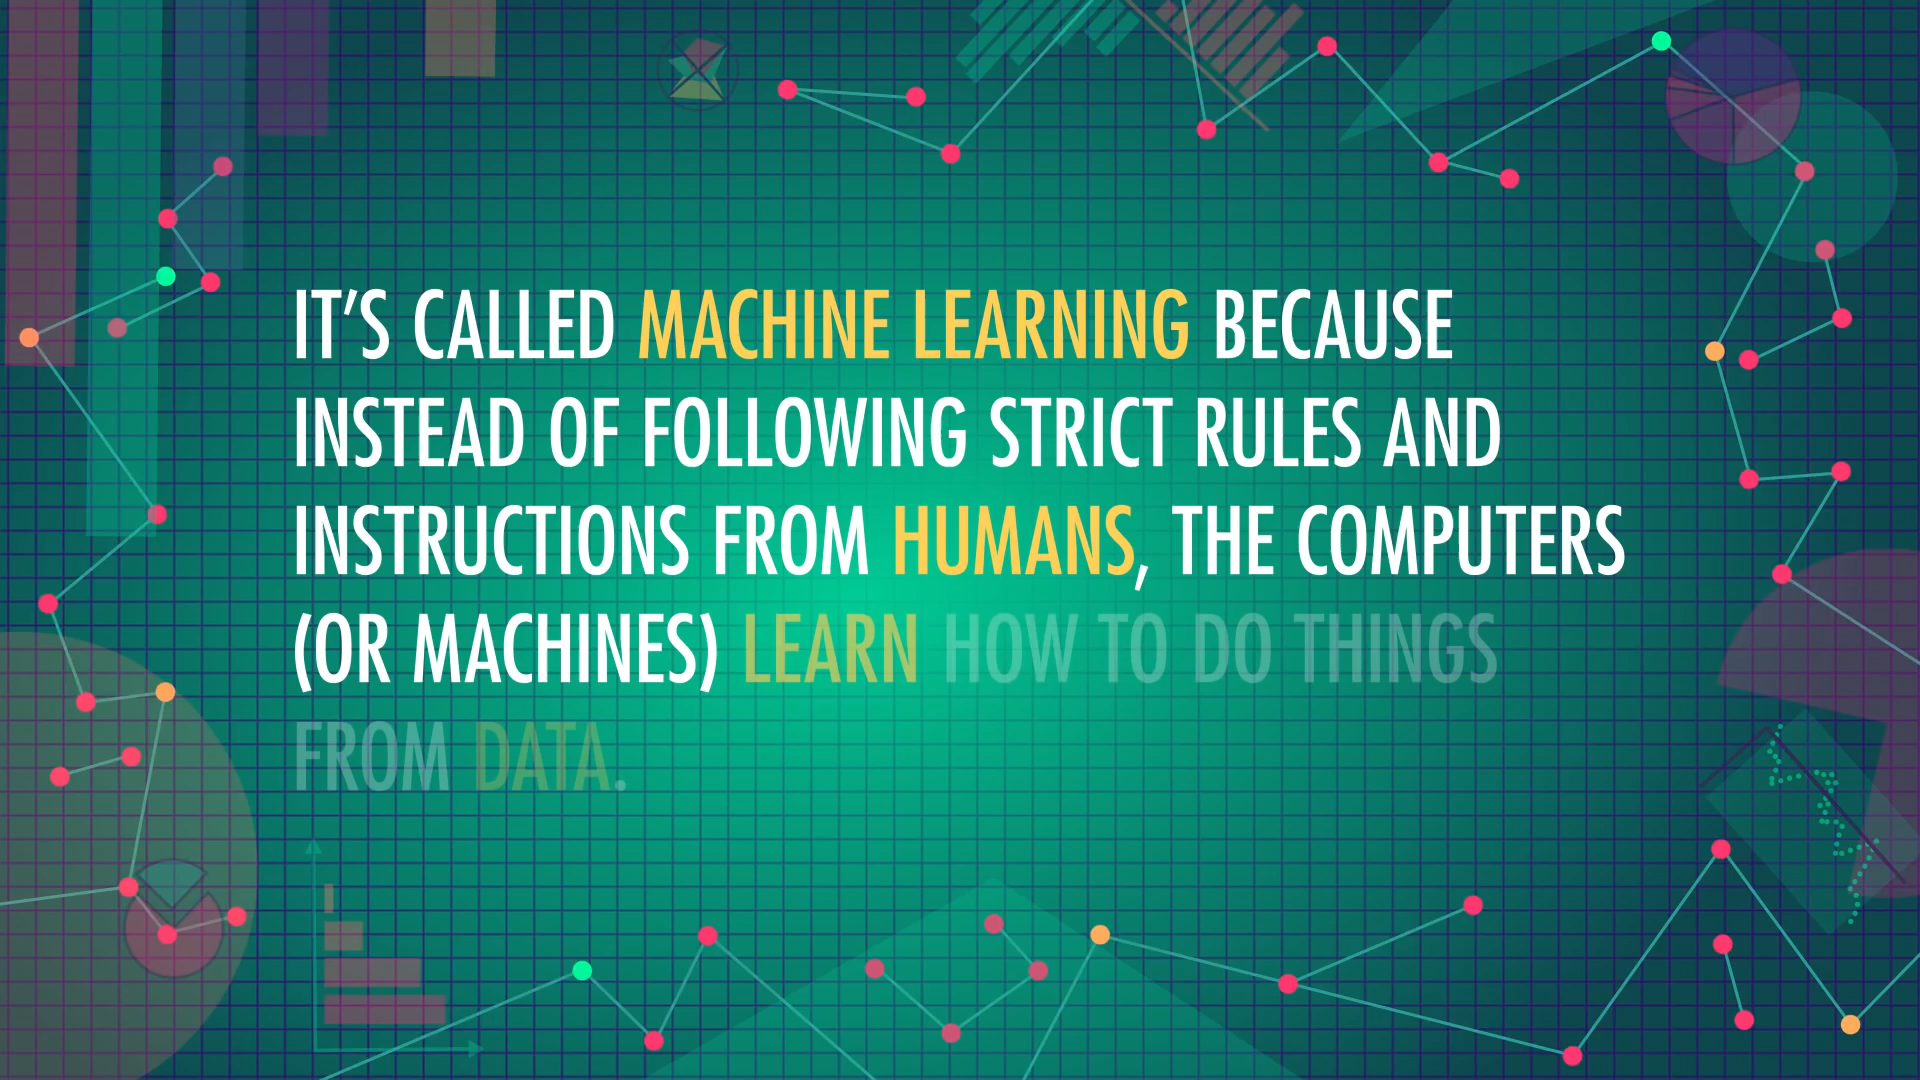 IT’S CALLED MACHINE LEARNING BECAUSE
INSTEAD OF FOLLOWING STRICT RULES AND
INSTRUCTIONS FROM HUMANS, THE COMPUTERS
(OR MACHINES) LEARN HOW TO DO THINGS
FROM DATA.